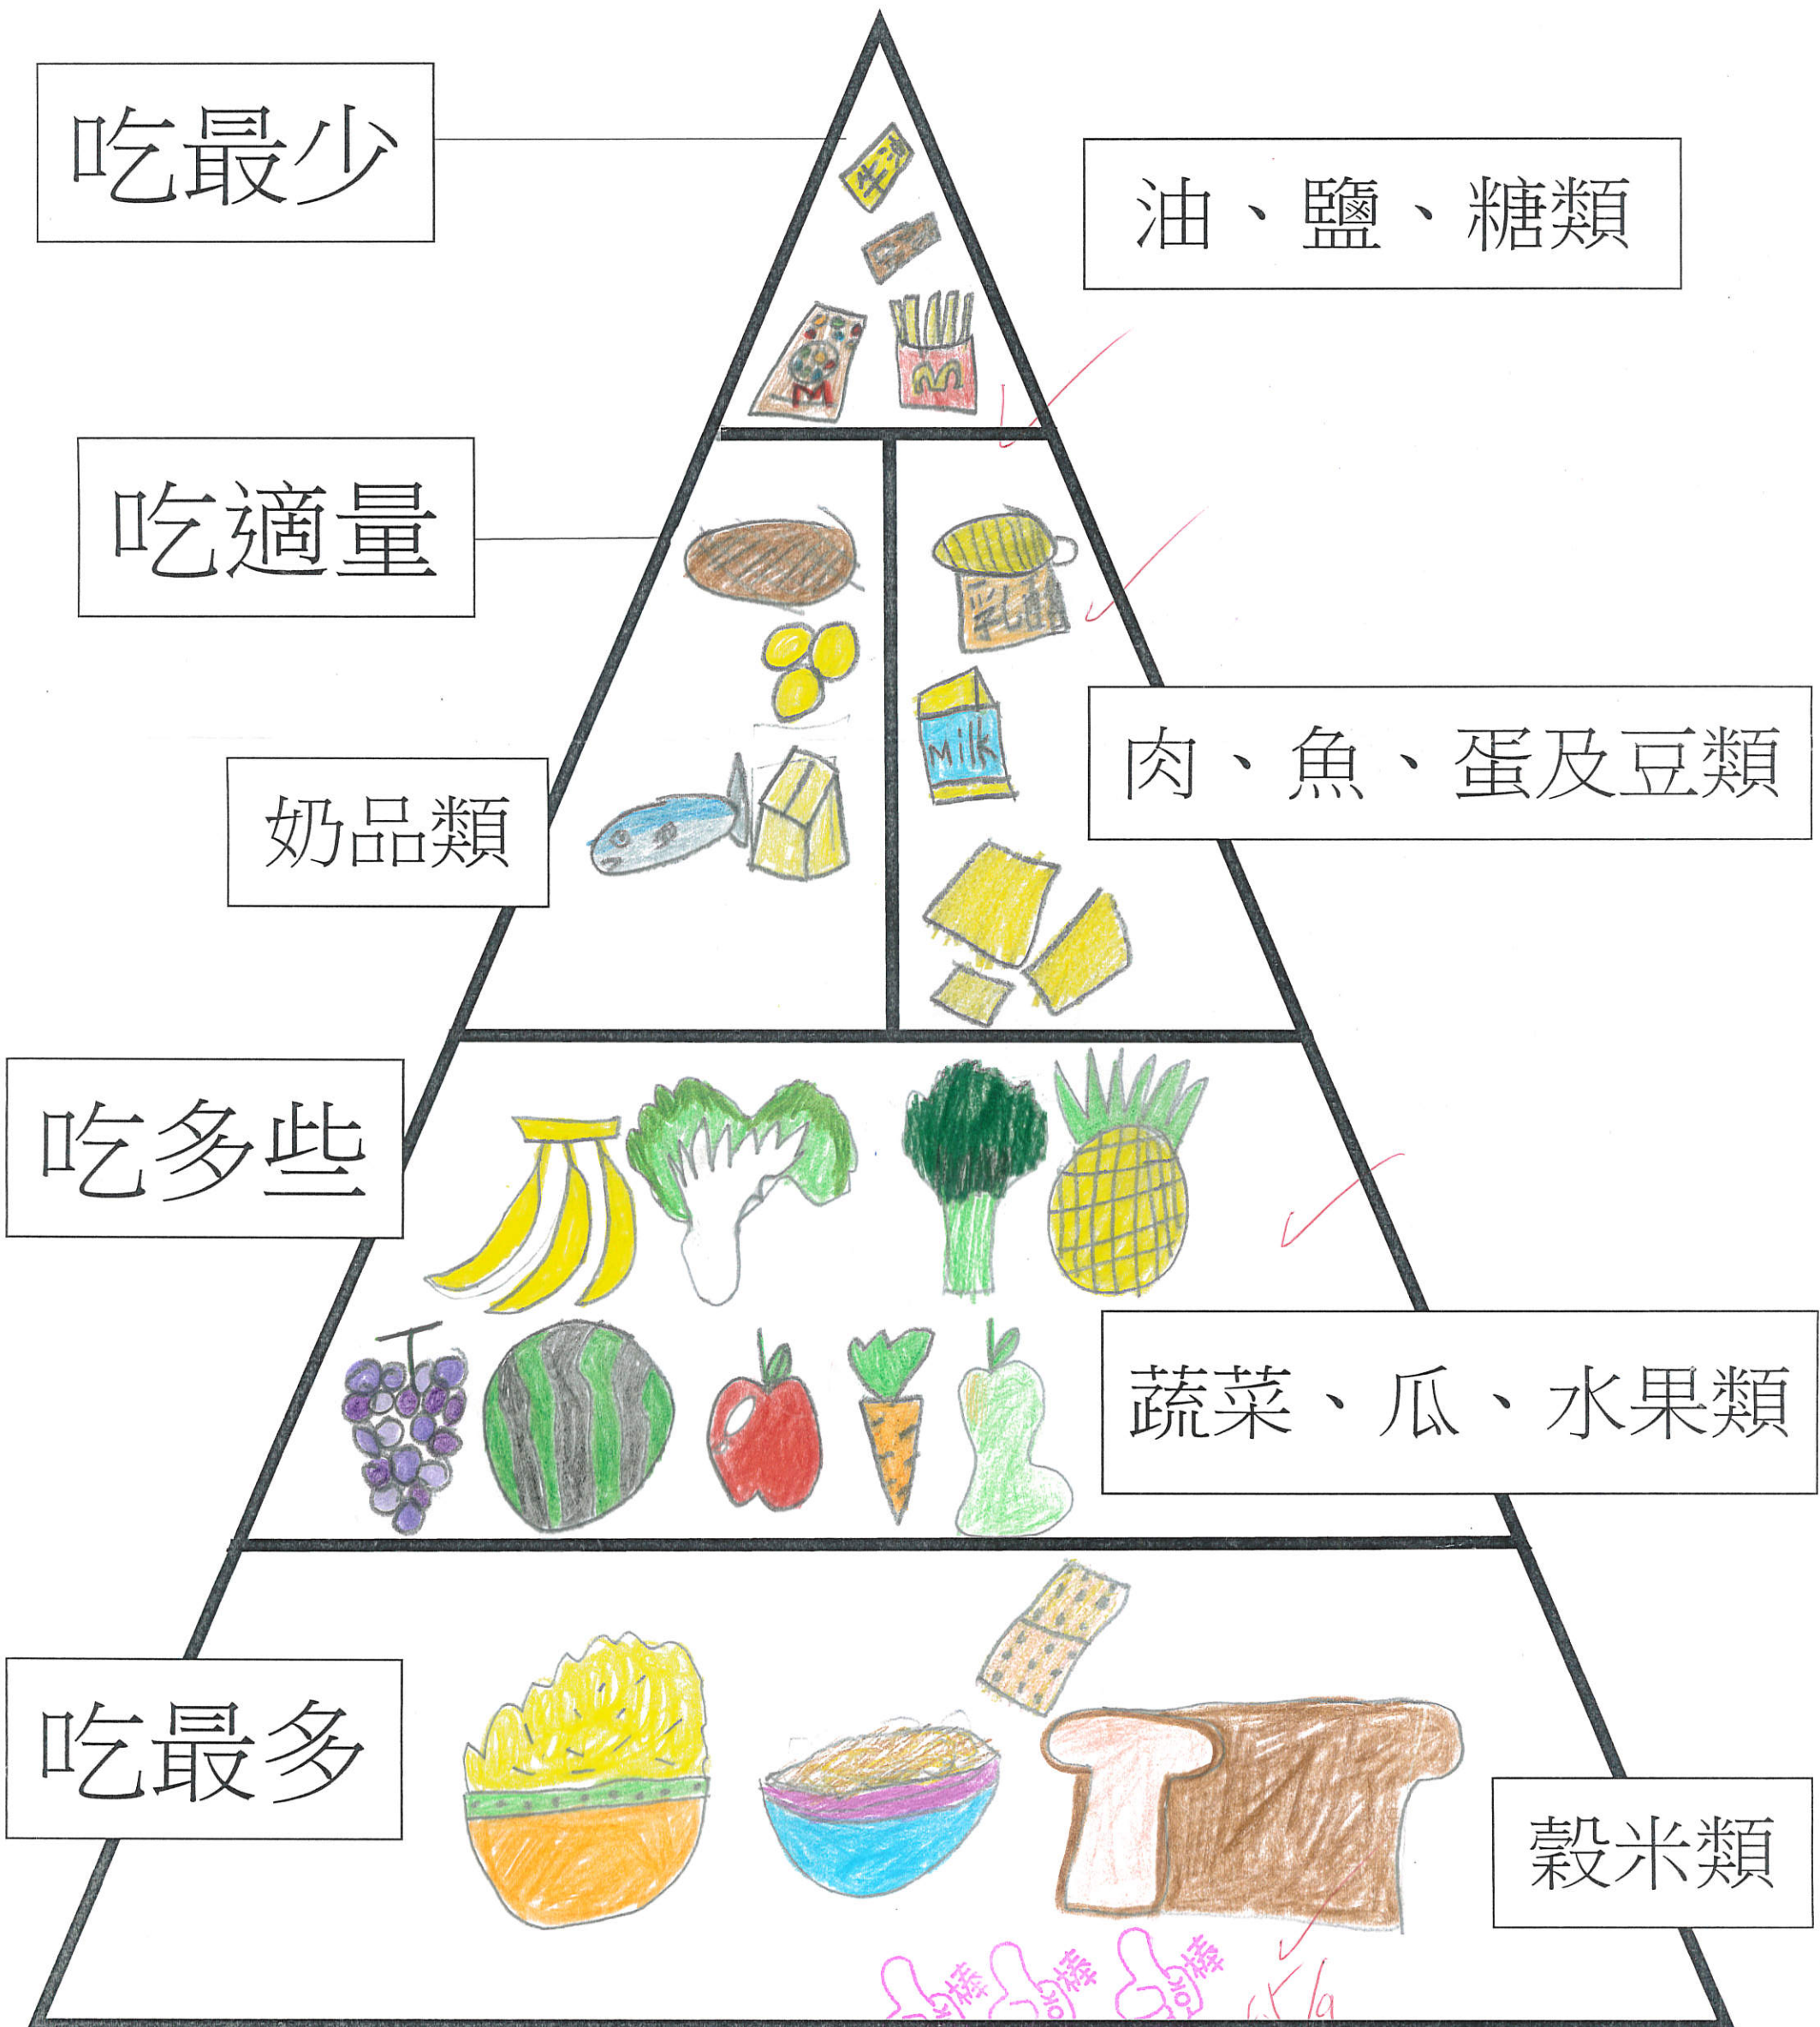 吃最少
油、鹽、糖類
牛油
M
吃適量
乳酪
Milk
奶品類
肉、魚、蛋及豆類
吃多些
蔬菜、瓜、水果類
吃最多
穀米類
棒
棒
棒